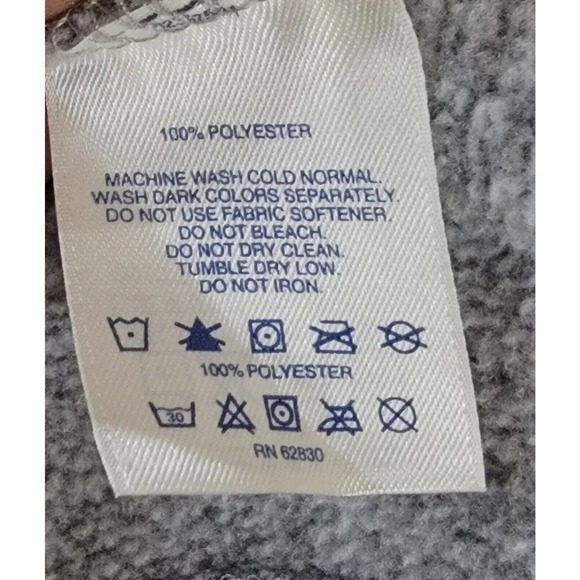 100% POLYESTER
MACHINE WASH COLD NORMAL.
WASH DARK COLORS SEPARATELY.
DO NOT USE FABRIC SOFTENER.
DO NOT BLEACH.
DO NOT DRY CLEAN.
TUMBLE DRY LOW.
DO NOT IRON.
100% POLYESTER
30
RN 62830